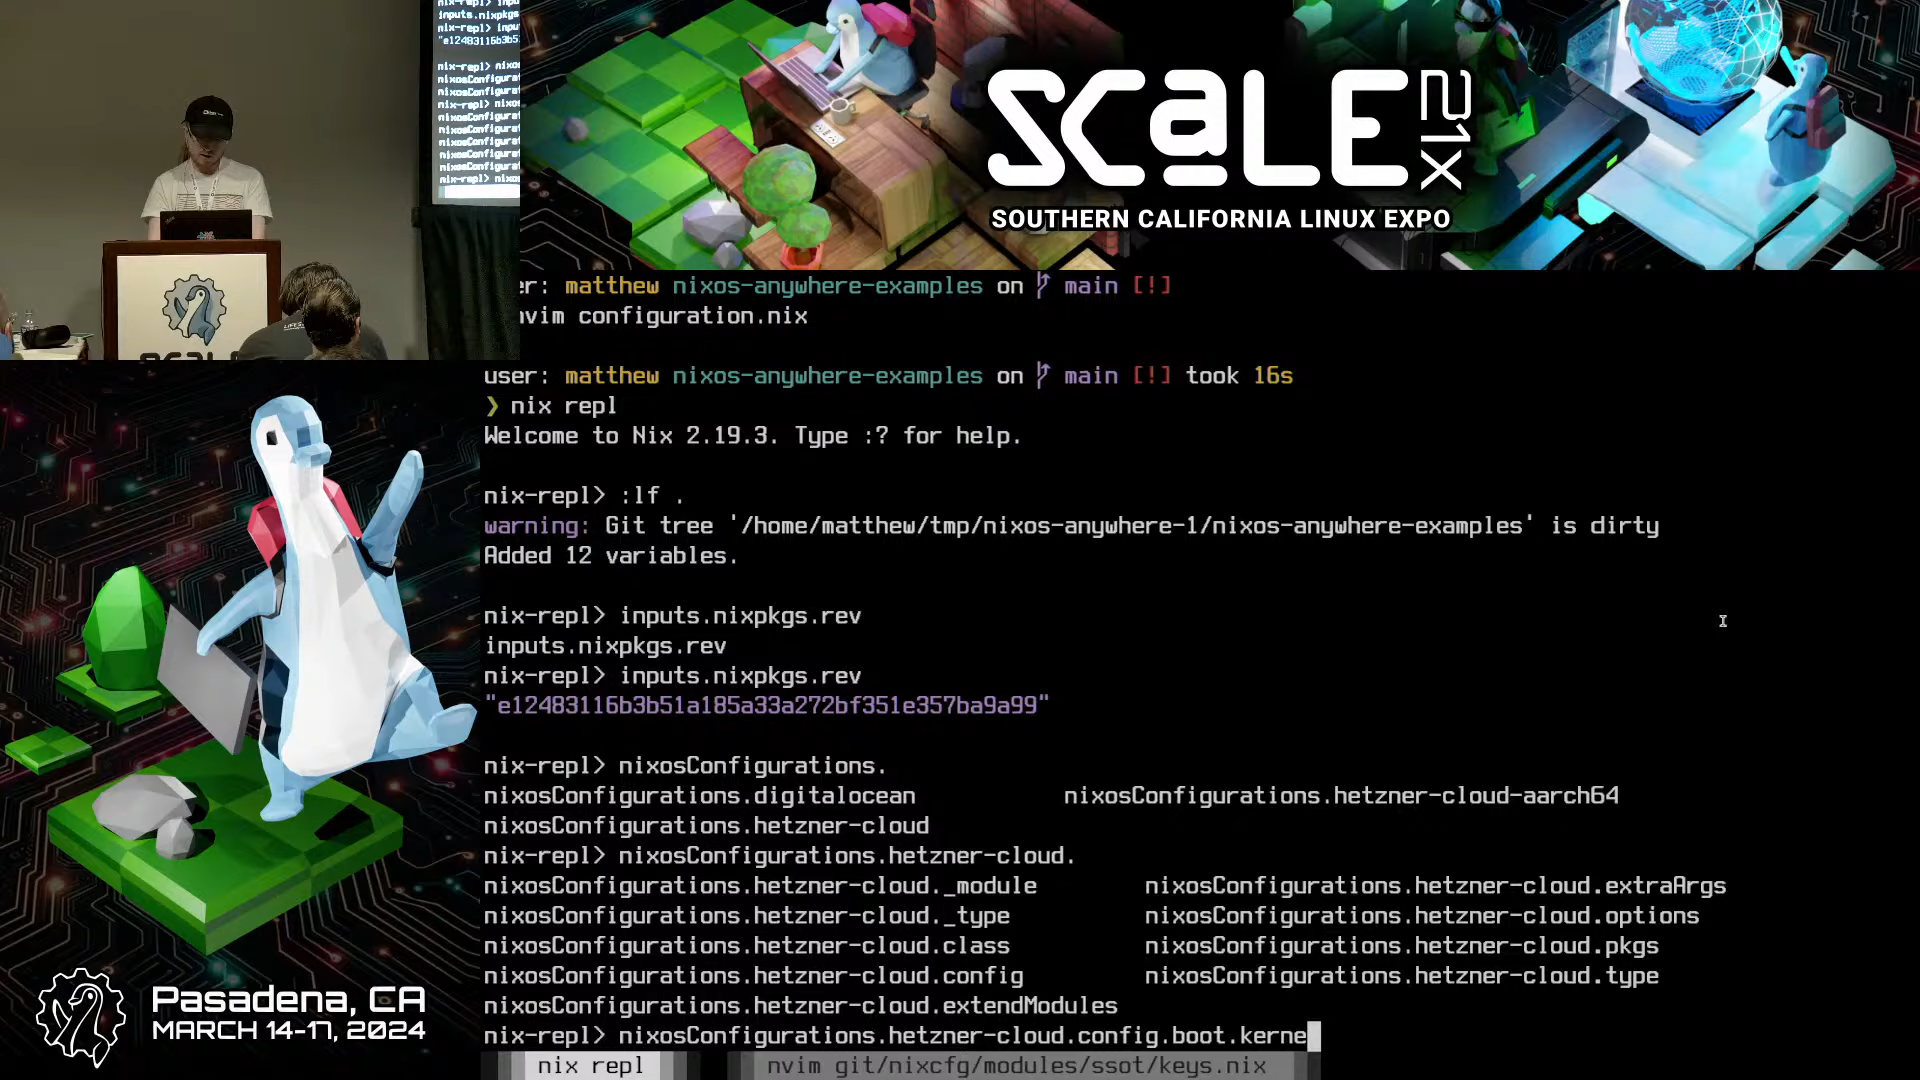 SCaLE 21X
SOUTHERN CALIFORNIA LINUX EXPO
er: matthew nixos-anywhere-examples on main [!]
nvim configuration.nix
user: matthew nixos-anywhere-examples on main [!] took 16s
❯ nix repl
Welcome to Nix 2.19.3. Type :? for help.
nix-repl> :lf .
warning: Git tree '/home/matthew/tmp/nixos-anywhere-1/nixos-anywhere-examples' is dirty
Added 12 variables.
nix-repl> inputs.nixpkgs.rev
inputs.nixpkgs.rev
nix-repl> inputs.nixpkgs.rev
"e12483116b3b51a185a33a272bf351e357ba9a99"
nix-repl> nixosConfigurations.
nixosConfigurations.digitalocean nixosConfigurations.hetzner-cloud-aarch64
nixosConfigurations.hetzner-cloud
nix-repl> nixosConfigurations.hetzner-cloud.
nixosConfigurations.hetzner-cloud._module nixosConfigurations.hetzner-cloud.extraArgs
nixosConfigurations.hetzner-cloud._type nixosConfigurations.hetzner-cloud.options
nixosConfigurations.hetzner-cloud.class nixosConfigurations.hetzner-cloud.pkgs
nixosConfigurations.hetzner-cloud.config nixosConfigurations.hetzner-cloud.type
nixosConfigurations.hetzner-cloud.extendModules
nix-repl> nixosConfigurations.hetzner-cloud.config.boot.kerne
nix repl nvim git/nixcfg/modules/ssot/keys.nix
Pasadena, CA
MARCH 14-17, 2024